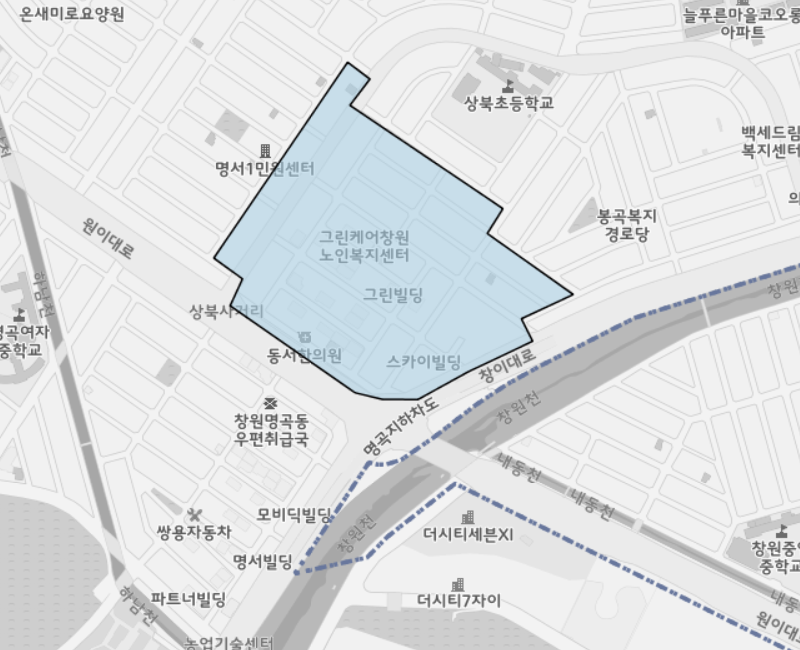 온새미로요양원
늘푸른마을코오롱
아파트
상북초등학교
백세드림
복지센터
명서1민원센터
의
봉곡복지
경로당
원이대로
그린케어창원
노인복지센터
하남천
그린빌딩
창원
상북사거리
명곡여자
중학교
동서한의원
스카이빌딩
창이대로
창원천
명곡지하차도
창원명곡동
우편취급국
내동천
내동천
모비딕빌딩
창원천
쌍용자동차
더시티세븐XI
창원중앙
중학교
명서빌딩
파트너빌딩
더시티7자이
하남천
내동
원이대로
농업기술센터